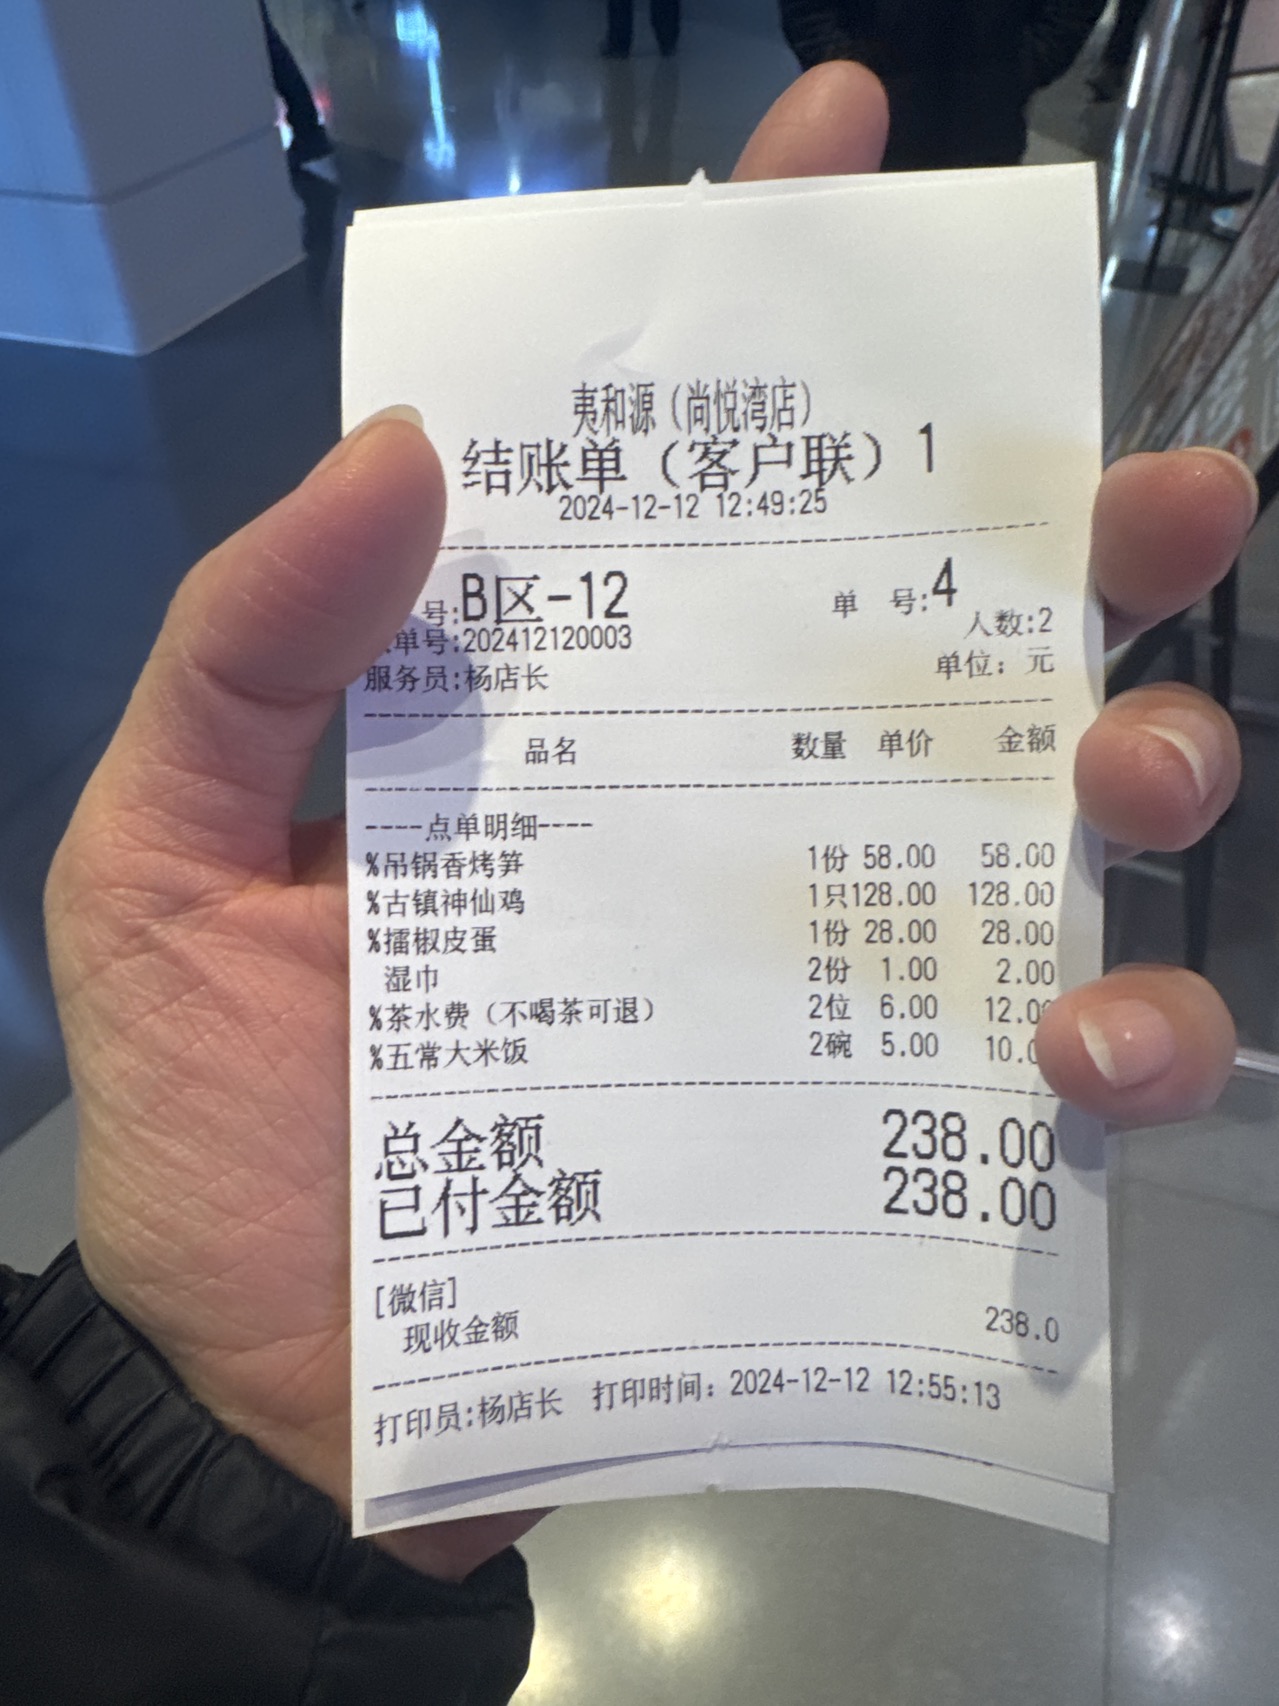 夷和源（尚悦湾店）
结账单（客户联）1
2024-12-12 12:49:25
号:B区-12 单 号:4
人数:2
单号:202412120003
服务员:杨店长 单位：元
品名 数量 单价 金额
----点单明细----
%吊锅香烤笋 1份 58.00 58.00
%古镇神仙鸡 1只128.00 128.00
%擂椒皮蛋 1份 28.00 28.00
湿巾 2份 1.00 2.00
%茶水费（不喝茶可退） 2位 6.00 12.0
%五常大米饭 2碗 5.00 10.
总金额 238.00
已付金额 238.00
[微信]
现收金额 238.0
打印员:杨店长 打印时间：2024-12-12 12:55:13